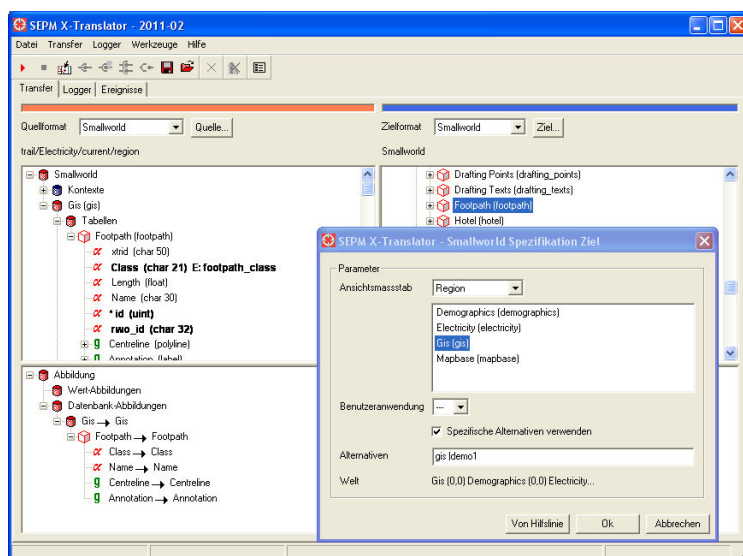 SEPM X-Translator - 2011-02
Datei Transfer Logger Werkzeuge Hilfe
Transfer Logger Ereignisse
Quellformat Smallworld Quelle...
trail/Electricity/current/region
Smallworld
Kontexte
Gis (gis)
Tabellen
Footpath (footpath)
xtrid (char 50)
Class (char 21) E: footpath_class
Length (float)
Name (char 30)
* id (uint)
rwo_id (char 32)
Centreline (polyline)
Annotation (label)
Abbildung
Wert-Abbildungen
Datenbank-Abbildungen
Gis → Gis
Footpath → Footpath
Class → Class
Name → Name
Centreline → Centreline
Annotation → Annotation
Zielformat Smallworld Ziel...
Smallworld
Drafting Points (drafting_points)
Drafting Texts (drafting_texts)
Footpath (footpath)
Hotel (hotel)
SEPM X-Translator - Smallworld Spezifikation Ziel
Parameter
Ansichtsmassstab Region
Demographics (demographics)
Electricity (electricity)
Gis (gis)
Mapbase (mapbase)
Benutzeranwendung ---
Spezifische Alternativen verwenden
Alternativen gis |demo1
Welt Gis (0,0) Demographics (0,0) Electricity...
Von Hilfslinie Ok Abbrechen